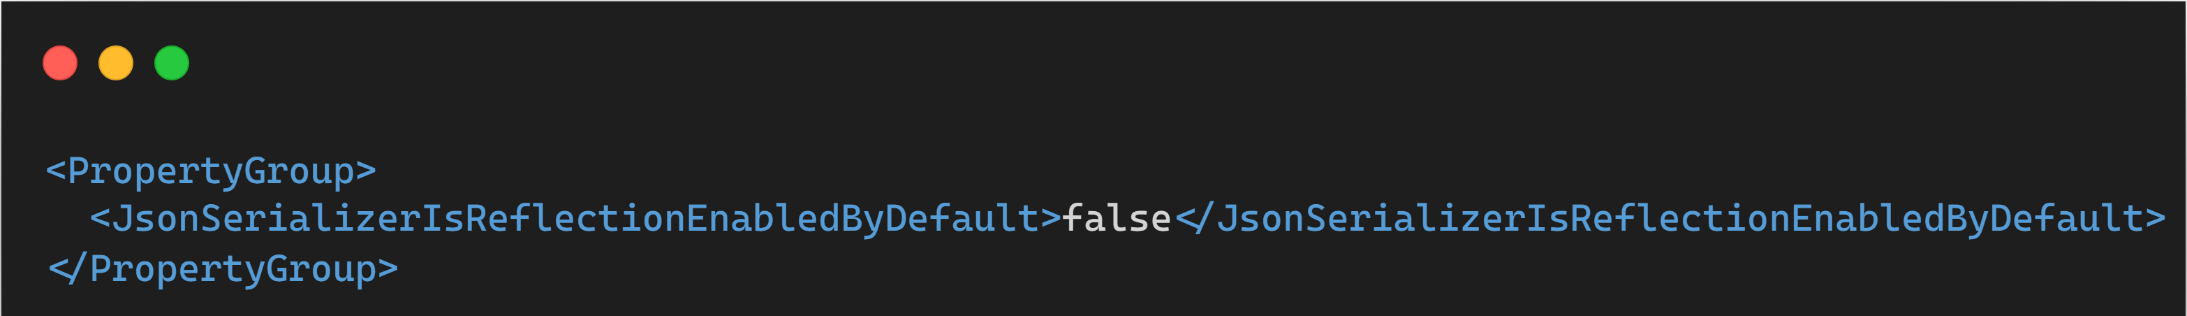 <PropertyGroup>
  <JsonSerializerIsReflectionEnabledByDefault>false</JsonSerializerIsReflectionEnabledByDefault>
</PropertyGroup>